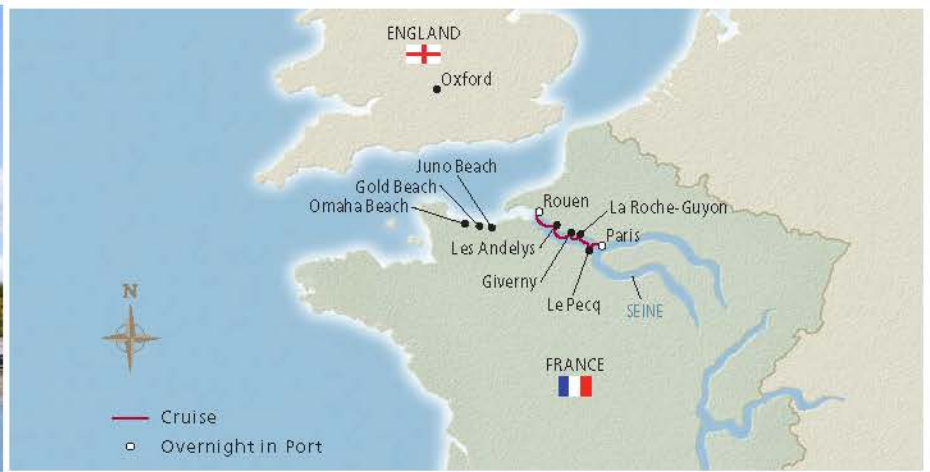 ENGLAND
Oxford
Juno Beach
Gold Beach
Omaha Beach
Rouen
La Roche-Guyon
Les Andelys
Paris
Giverny
Le Pecq
SEINE
N
FRANCE
Cruise
Overnight in Port